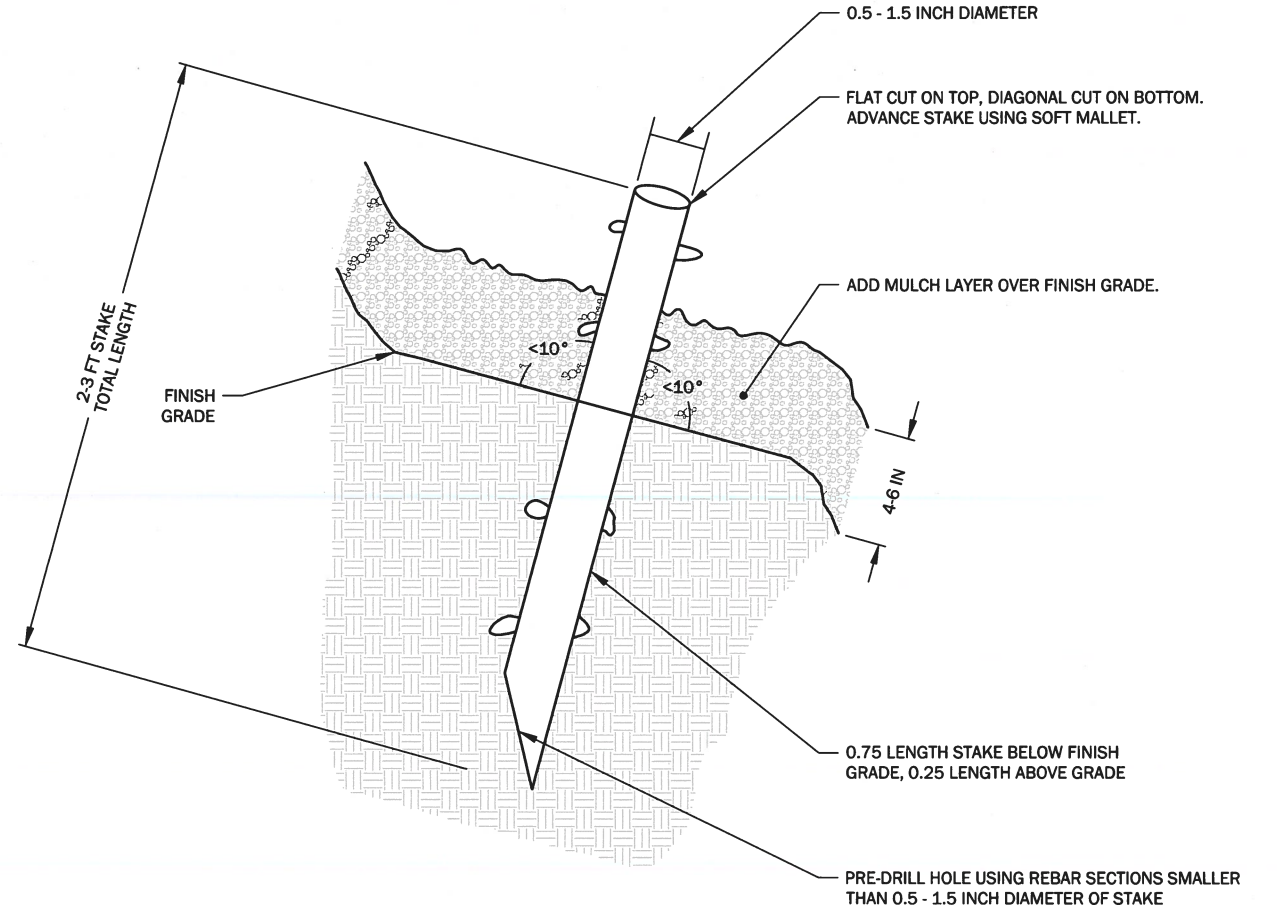 0.5 - 1.5 INCH DIAMETER
FLAT CUT ON TOP, DIAGONAL CUT ON BOTTOM.
ADVANCE STAKE USING SOFT MALLET.
ADD MULCH LAYER OVER FINISH GRADE.
<10°
<10°
2-3 FT STAKE
TOTAL LENGTH
FINISH
GRADE
4-6 IN
0.75 LENGTH STAKE BELOW FINISH
GRADE, 0.25 LENGTH ABOVE GRADE
PRE-DRILL HOLE USING REBAR SECTIONS SMALLER
THAN 0.5 - 1.5 INCH DIAMETER OF STAKE